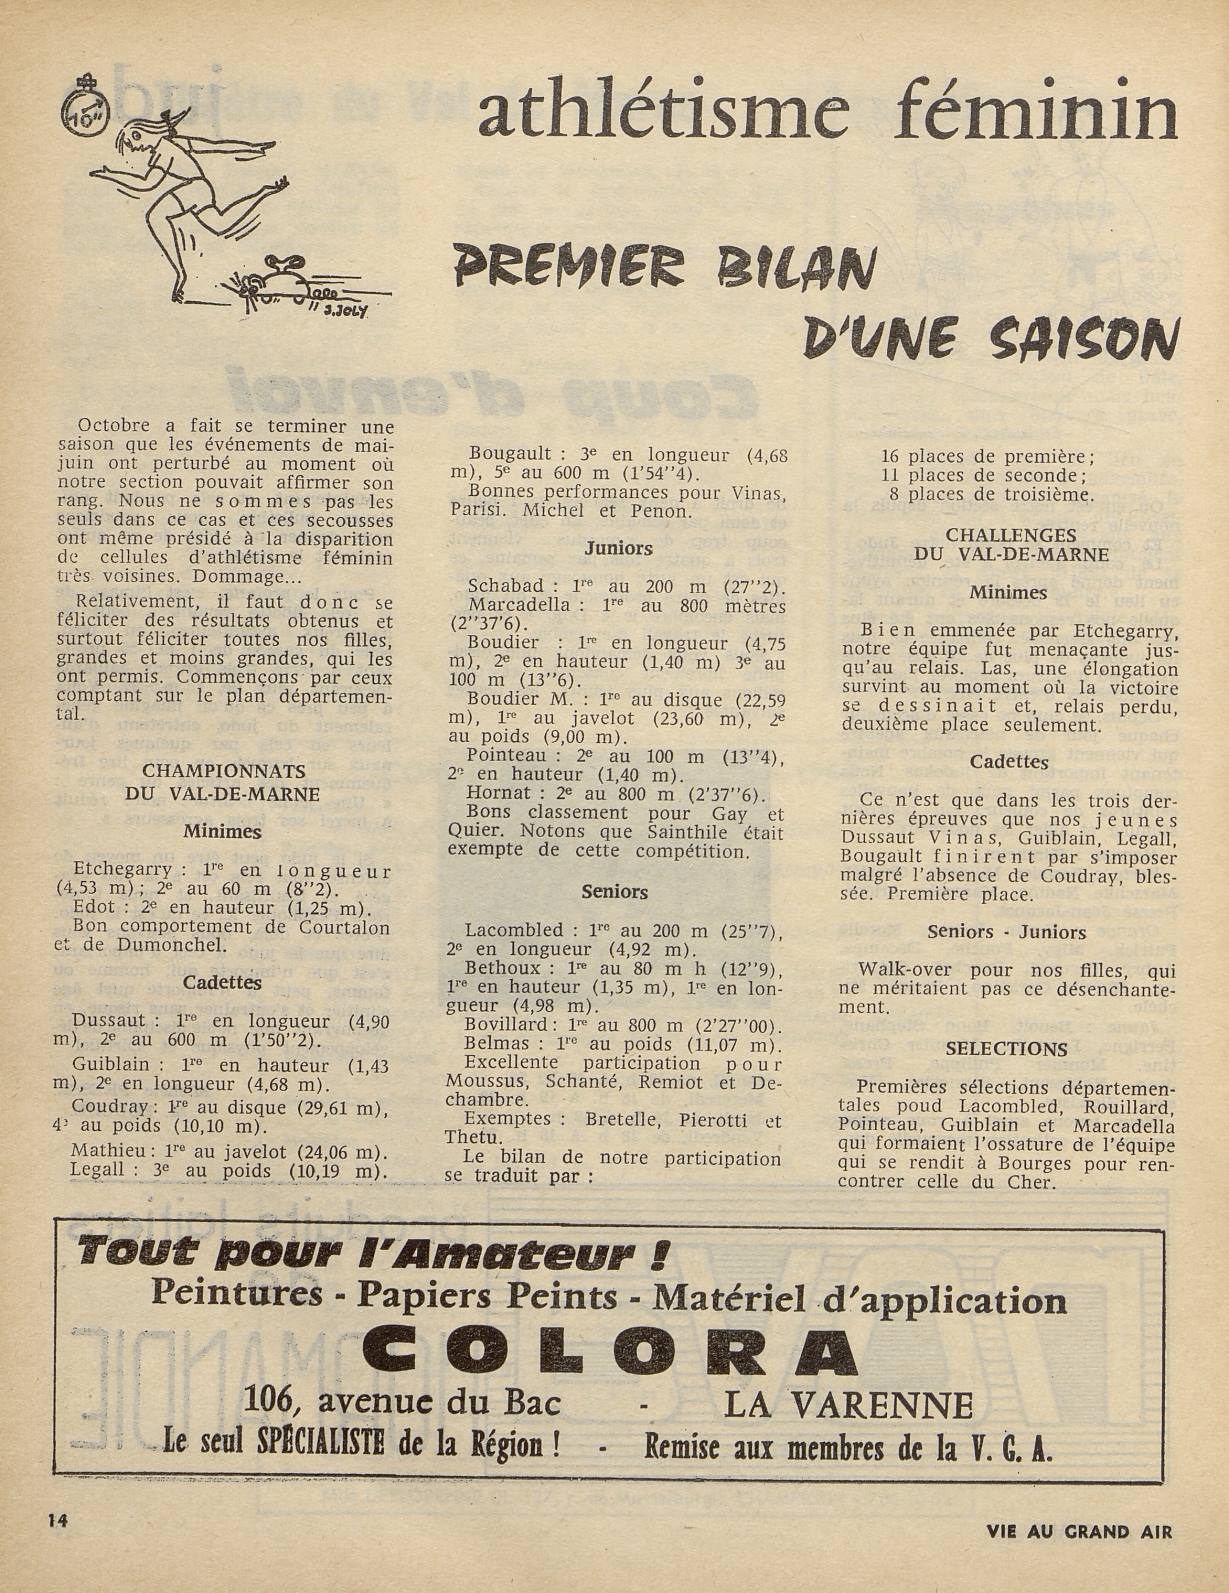 10"
J. JOLY
athlétisme féminin
PREMIER BILAN
D'UNE SAISON
Octobre a fait se terminer une
saison que les événements de mai-
juin ont perturbé au moment où
notre section pouvait affirmer son
rang. Nous ne sommes pas les
seuls dans ce cas et ces secousses
ont même présidé à la disparition
de cellules d'athlétisme féminin
très voisines. Dommage...
Relativement, il faut donc se
féliciter des résultats obtenus et
surtout féliciter toutes nos filles,
grandes et moins grandes, qui les
ont permis. Commençons par ceux
comptant sur le plan départemen-
tal.
CHAMPIONNATS
DU VAL-DE-MARNE
Minimes
Etchegarry : 1re en longueur
(4,53 m) ; 2e au 60 m (8''2).
Edot : 2e en hauteur (1,25 m).
Bon comportement de Courtalon
et de Dumonchel.
Cadettes
Dussaut : 1re en longueur (4,90
m), 2e au 600 m (1'50''2).
Guiblain : 1re en hauteur (1,43
m), 2e en longueur (4,68 m).
Coudray : 1re au disque (29,61 m),
4e au poids (10,10 m).
Mathieu : 1re au javelot (24,06 m).
Legall : 3e au poids (10,19 m).
Bougault : 3e en longueur (4,68
m), 5e au 600 m (1'54''4).
Bonnes performances pour Vinas,
Parisi. Michel et Penon.
Juniors
Schabad : 1re au 200 m (27''2).
Marcadella : 1re au 800 mètres
(2''37'6).
Boudier : 1re en longueur (4,75
m), 2e en hauteur (1,40 m) 3e au
100 m (13''6).
Boudier M. : 1re au disque (22,59
m), 1re au javelot (23,60 m), 2e
au poids (9,00 m).
Pointeau : 2e au 100 m (13''4),
2e en hauteur (1,40 m).
Hornat : 2e au 800 m (2'37''6).
Bons classement pour Gay et
Quier. Notons que Sainthile était
exempte de cette compétition.
Seniors
Lacombled : 1re au 200 m (25''7),
2e en longueur (4,92 m).
Bethoux : 1re au 80 m h (12''9),
1re en hauteur (1,35 m), 1re en lon-
gueur (4,98 m).
Bovillard : 1re au 800 m (2'27''00).
Belmas : 1re au poids (11,07 m).
Excellente participation pour
Moussus, Schanté, Remiot et De-
chambre.
Exemptes : Bretelle, Pierotti et
Thetu.
Le bilan de notre participation
se traduit par :
16 places de première ;
11 places de seconde ;
8 places de troisième.
CHALLENGES
DU VAL-DE-MARNE
Minimes
Bien emmenée par Etchegarry,
notre équipe fut menaçante jus-
qu'au relais. Las, une élongation
survint au moment où la victoire
se dessinait et, relais perdu,
deuxième place seulement.
Cadettes
Ce n'est que dans les trois der-
nières épreuves que nos jeunes
Dussaut Vinas, Guiblain, Legall,
Bougault finirent par s'imposer
malgré l'absence de Coudray, bles-
sée. Première place.
Seniors - Juniors
Walk-over pour nos filles, qui
ne méritaient pas ce désenchante-
ment.
SELECTIONS
Premières sélections départemen-
tales poud Lacombled, Rouillard,
Pointeau, Guiblain et Marcadella
qui formaient l'ossature de l'équipe
qui se rendit à Bourges pour ren-
contrer celle du Cher.
Tout pour l'Amateur !
Peintures - Papiers Peints - Matériel d'application
COLORA
106, avenue du Bac - LA VARENNE
Le seul SPÉCIALISTE de la Région ! - Remise aux membres de la V. G. A.
14
VIE AU GRAND AIR